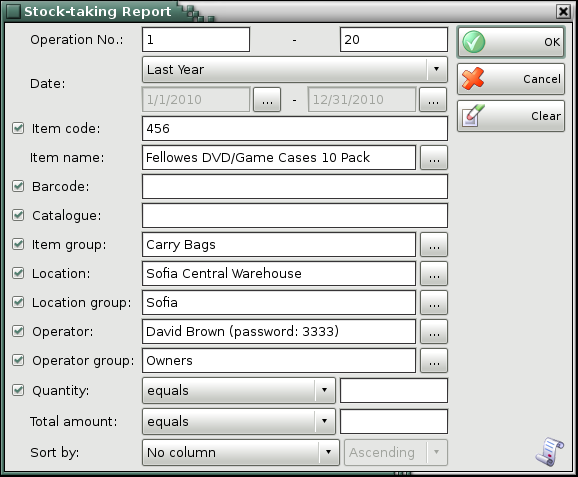 Stock-taking Report
Operation No.: 1 - 20 OK
Date: Last Year Cancel
1/1/2010 ... - 12/31/2010 ...
Clear
Item code: 456
Item name: Fellowes DVD/Game Cases 10 Pack ...
Barcode:
Catalogue:
Item group: Carry Bags ...
Location: Sofia Central Warehouse ...
Location group: Sofia ...
Operator: David Brown (password: 3333) ...
Operator group: Owners ...
Quantity: equals
Total amount: equals
Sort by: No column Ascending